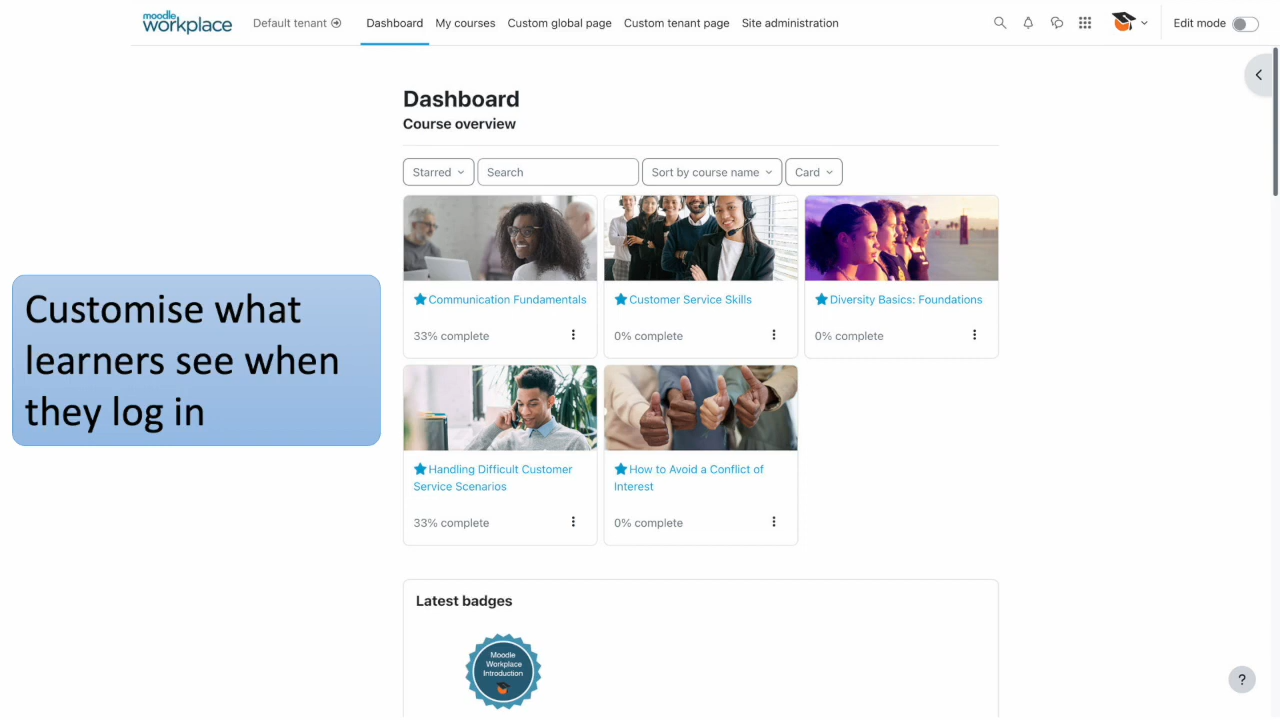 moodle
workplace
Default tenant
Dashboard
My courses
Custom global page
Custom tenant page
Site administration
Edit mode
Dashboard
Course overview
Starred
Search
Sort by course name
Card
Communication Fundamentals
33% complete
Customer Service Skills
0% complete
Diversity Basics: Foundations
0% complete
Customise what
learners see when
they log in
Handling Difficult Customer
Service Scenarios
33% complete
How to Avoid a Conflict of
Interest
0% complete
Latest badges
Moodle
Workplace
Introduction
?